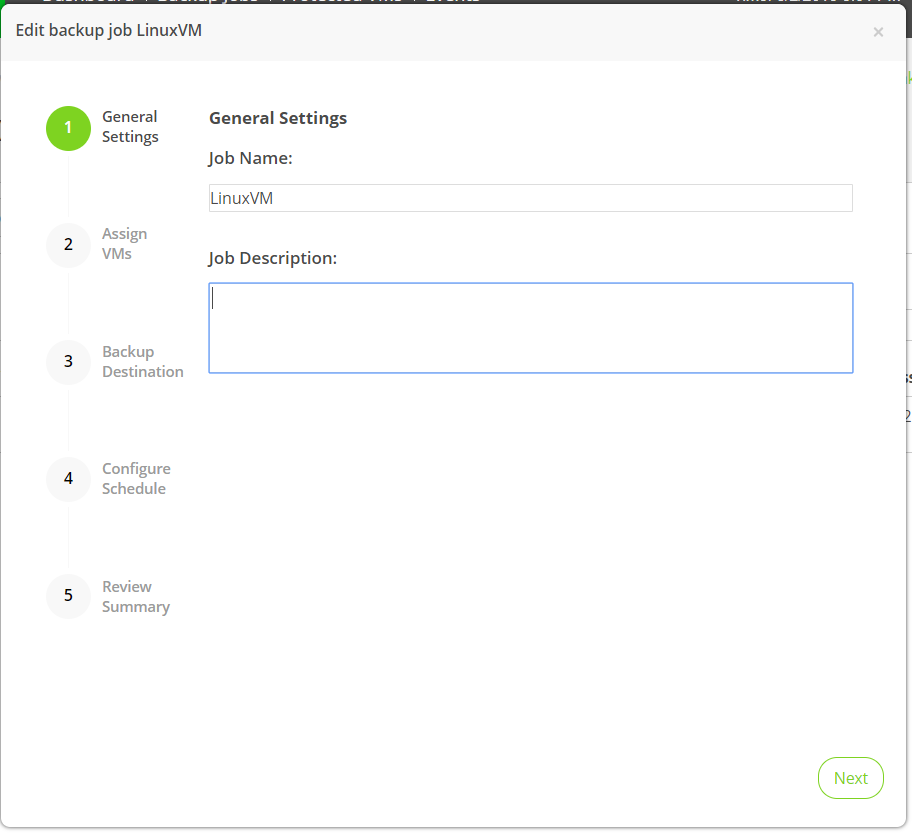 Edit backup job LinuxVM
×
1
General
Settings
2
Assign
VMs
3
Backup
Destination
4
Configure
Schedule
5
Review
Summary
General Settings
Job Name:
LinuxVM
Job Description:
Next